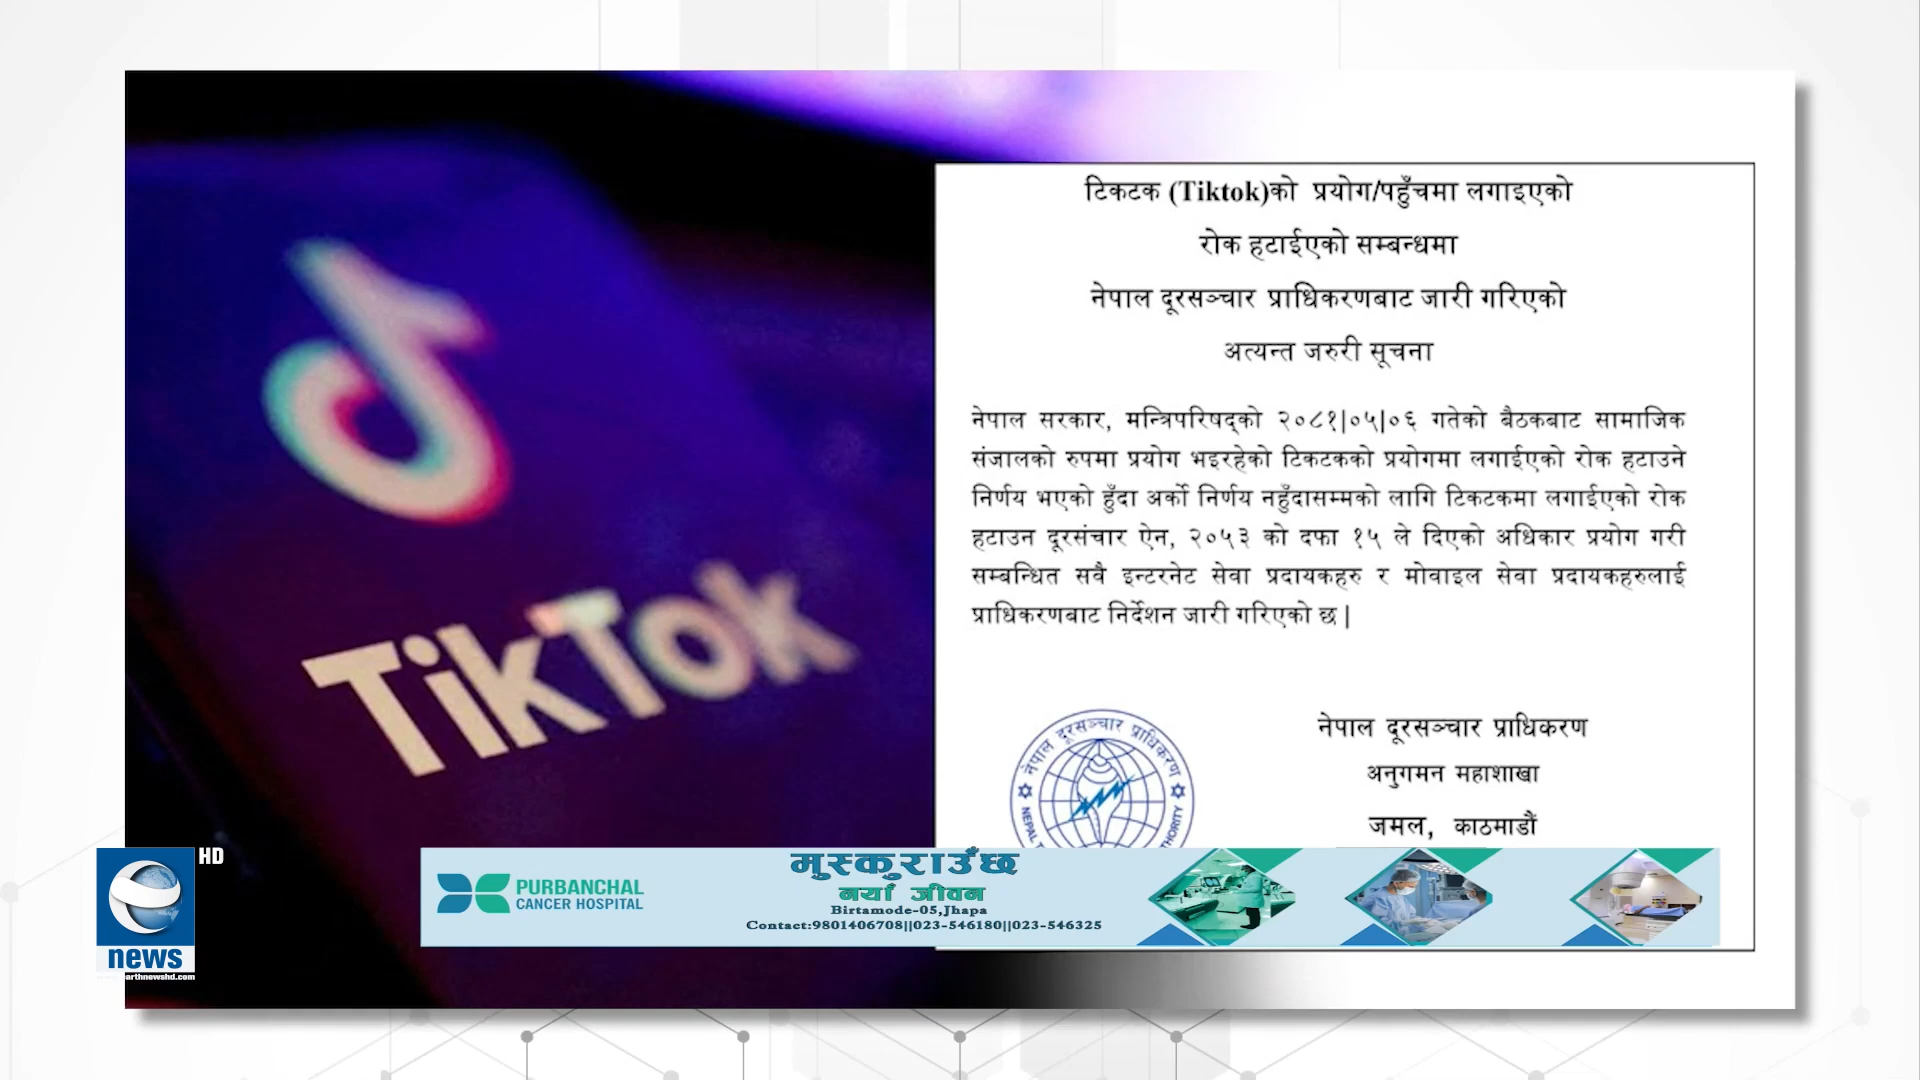 टिकटक (Tiktok)को प्रयोग/पहुँचमा लगाइएको
रोक हटाईएको सम्बन्धमा
नेपाल दूरसञ्चार प्राधिकरणबाट जारी गरिएको
अत्यन्त जरुरी सूचना
नेपाल सरकार, मन्त्रिपरिषद्को २०८१|०५|०६ गतेको बैठकबाट सामाजिक
संजालको रुपमा प्रयोग भइरहेको टिकटकको प्रयोगमा लगाईएको रोक हटाउने
निर्णय भएको हुँदा अर्को निर्णय नहुँदासम्मको लागि टिकटकमा लगाईएको रोक
हटाउन दूरसंचार ऐन, २०५३ को दफा १५ ले दिएको अधिकार प्रयोग गरी
सम्बन्धित सवै इन्टरनेट सेवा प्रदायकहरु र मोवाइल सेवा प्रदायकहरुलाई
प्राधिकरणबाट निर्देशन जारी गरिएको छ |
TikTok
नेपाल दूरसञ्चार प्राधिकरण
NEPAL
नेपाल दूरसञ्चार प्राधिकरण
अनुगमन महाशाखा
जमल, काठमाडौं
HD
news
PURBANCHAL
CANCER HOSPITAL
मुस्कुराउँछ
नयाँ जीवन
Birtamode-05,Jhapa
Contact:9801406708||023-546180||023-546325